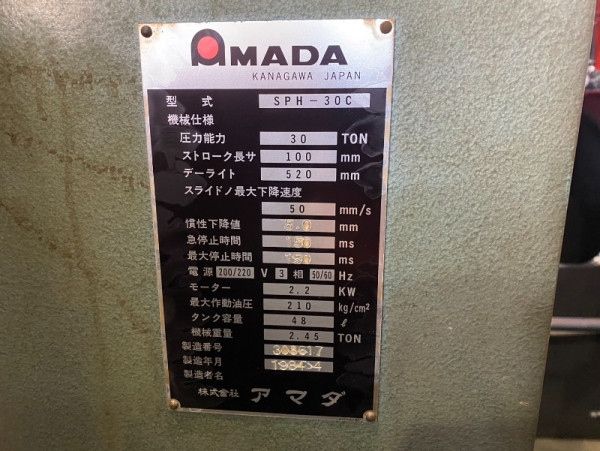 AMADA
KANAGAWA JAPAN
型式 SPH-30C
機械仕様
圧力能力 30 TON
ストローク長サ 100 mm
デーライト 520 mm
スライドノ最大下降速度
50 mm/s
慣性下降値 mm
急停止時間 ms
最大停止時間 ms
電源 200/220 V 3 相 50/60 Hz
モーター 2.2 KW
最大作動油圧 210 kg/cm²
タンク容量 48 ℓ
機械重量 2.45 TON
製造番号
製造年月
製造者名
株式会社 アマダ